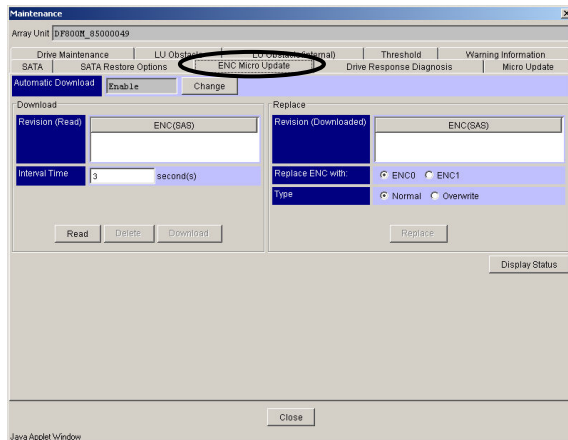 Maintenance
Array Unit DF800M_85000049
Drive Maintenance LU Obstacle LU Obstacle(Internal) Threshold Warning Information
SATA SATA Restore Options ENC Micro Update Drive Response Diagnosis Micro Update
Automatic Download Enable Change
Download Replace
Revision (Read) ENC(SAS) Revision (Downloaded) ENC(SAS)
Interval Time 3 second(s) Replace ENC with: ENC0 ENC1
Type Normal Overwrite
Read Delete Download Replace
Display Status
Close
Java Applet Window